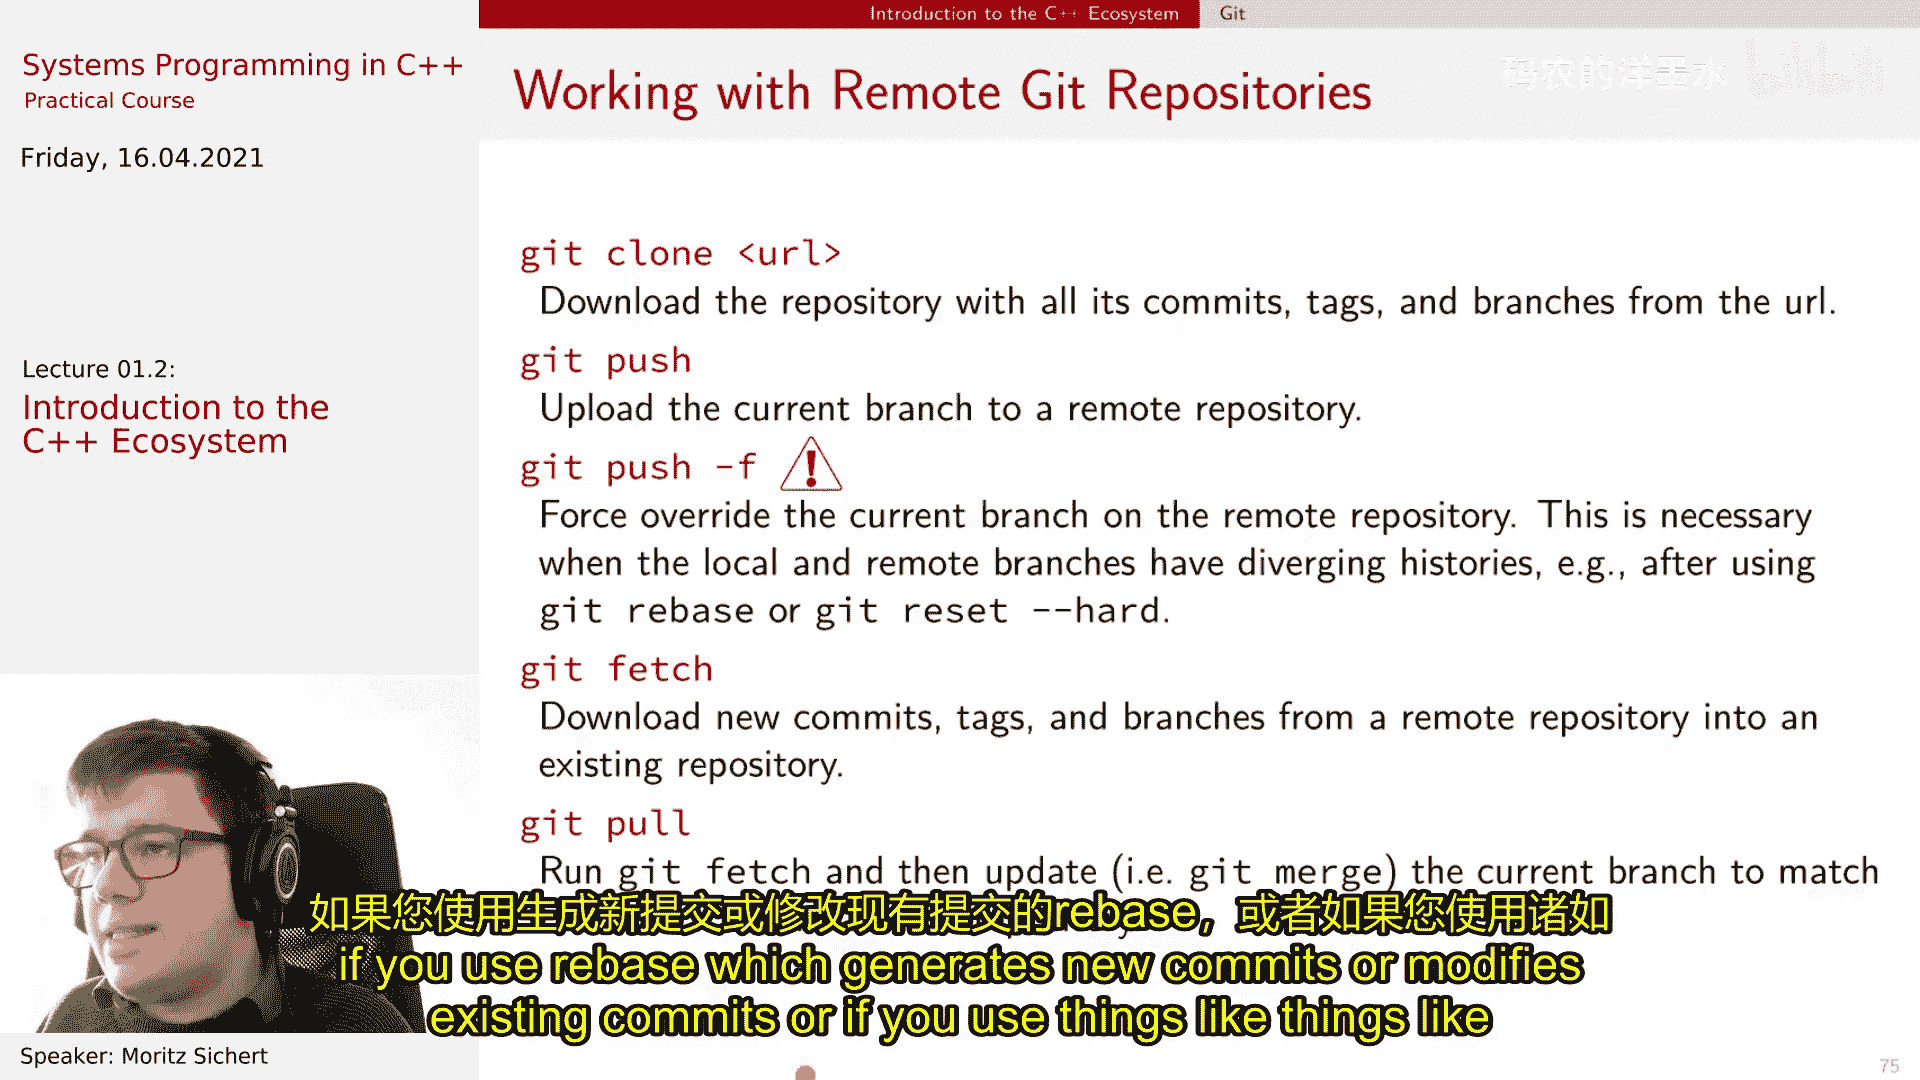 Introduction to the C++ Ecosystem
Git
Systems Programming in C++
Practical Course
Friday, 16.04.2021
Working with Remote Git Repositories
码农的洋墨水
git clone <url>
Download the repository with all its commits, tags, and branches from the url.
git push
Upload the current branch to a remote repository.
git push -f
Force override the current branch on the remote repository. This is necessary
when the local and remote branches have diverging histories, e.g., after using
git rebase or git reset --hard.
git fetch
Download new commits, tags, and branches from a remote repository into an
existing repository.
git pull
Run git fetch and then update (i.e. git merge) the current branch to match
Lecture 01.2:
Introduction to the
C++ Ecosystem
如果您使用生成新提交或修改现有提交的rebase，或者如果您使用诸如
if you use rebase which generates new commits or modifies
existing commits or if you use things like things like
Speaker: Moritz Sichert
75